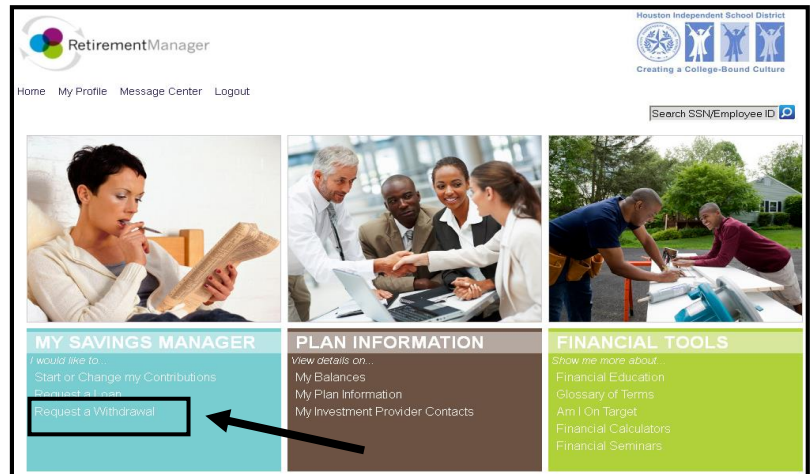 Houston Independent School District
RetirementManager
Creating a College-Bound Culture
Home My Profile Message Center Logout
Search SSN/Employee ID
MY SAVINGS MANAGER
I would like to...
Start or Change my Contributions
Request a Loan
Request a Withdrawal
PLAN INFORMATION
View details on...
My Balances
My Plan Information
My Investment Provider Contacts
FINANCIAL TOOLS
Show me more about...
Financial Education
Glossary of Terms
Am I On Target
Financial Calculators
Financial Seminars